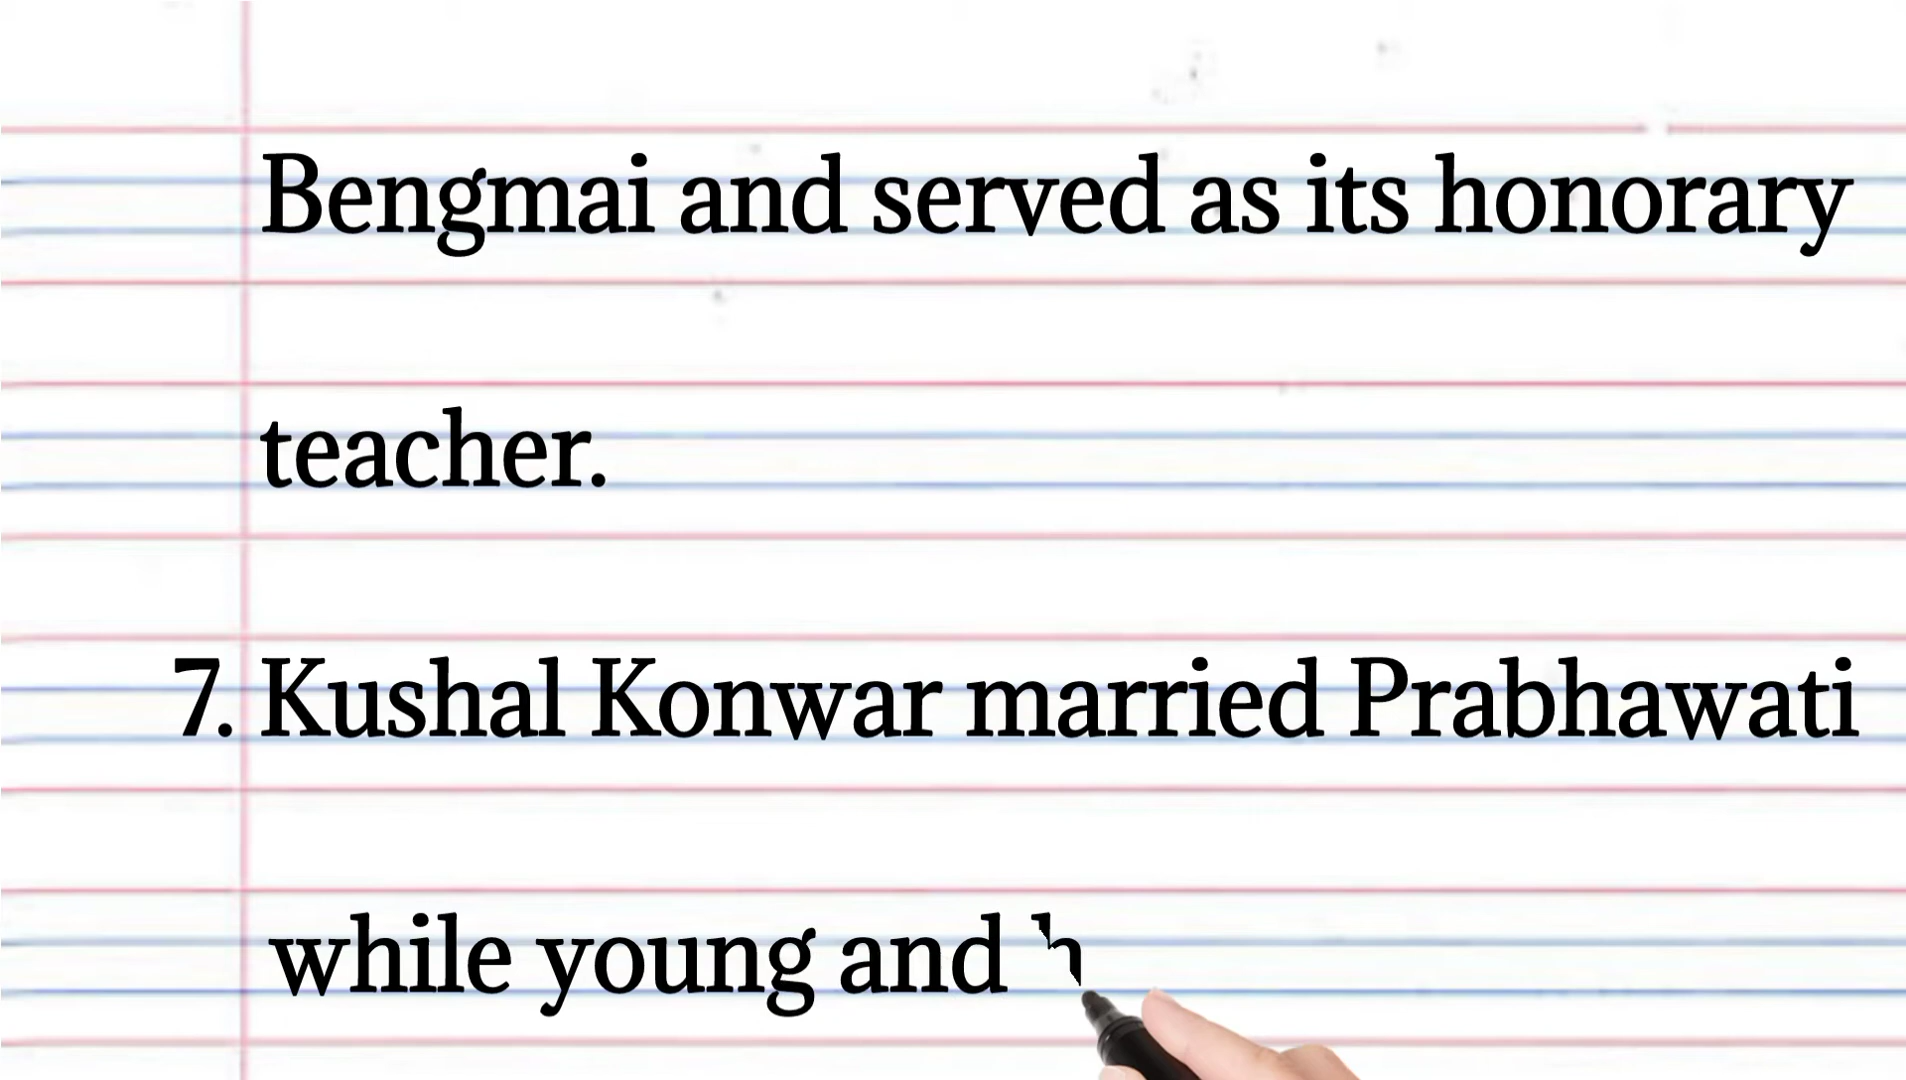 Bengmai and served as its honorary
teacher.
7. Kushal Konwar married Prabhawati
while young and